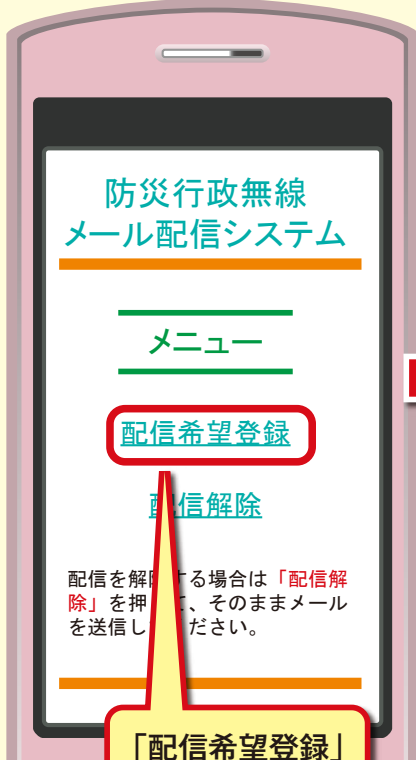 防災行政無線
メール配信システム
メニュー
配信希望登録
信解除
配信を解 する場合は「配信解
除」を押 、そのままメール
を送信し ださい。
「配信希望登録」